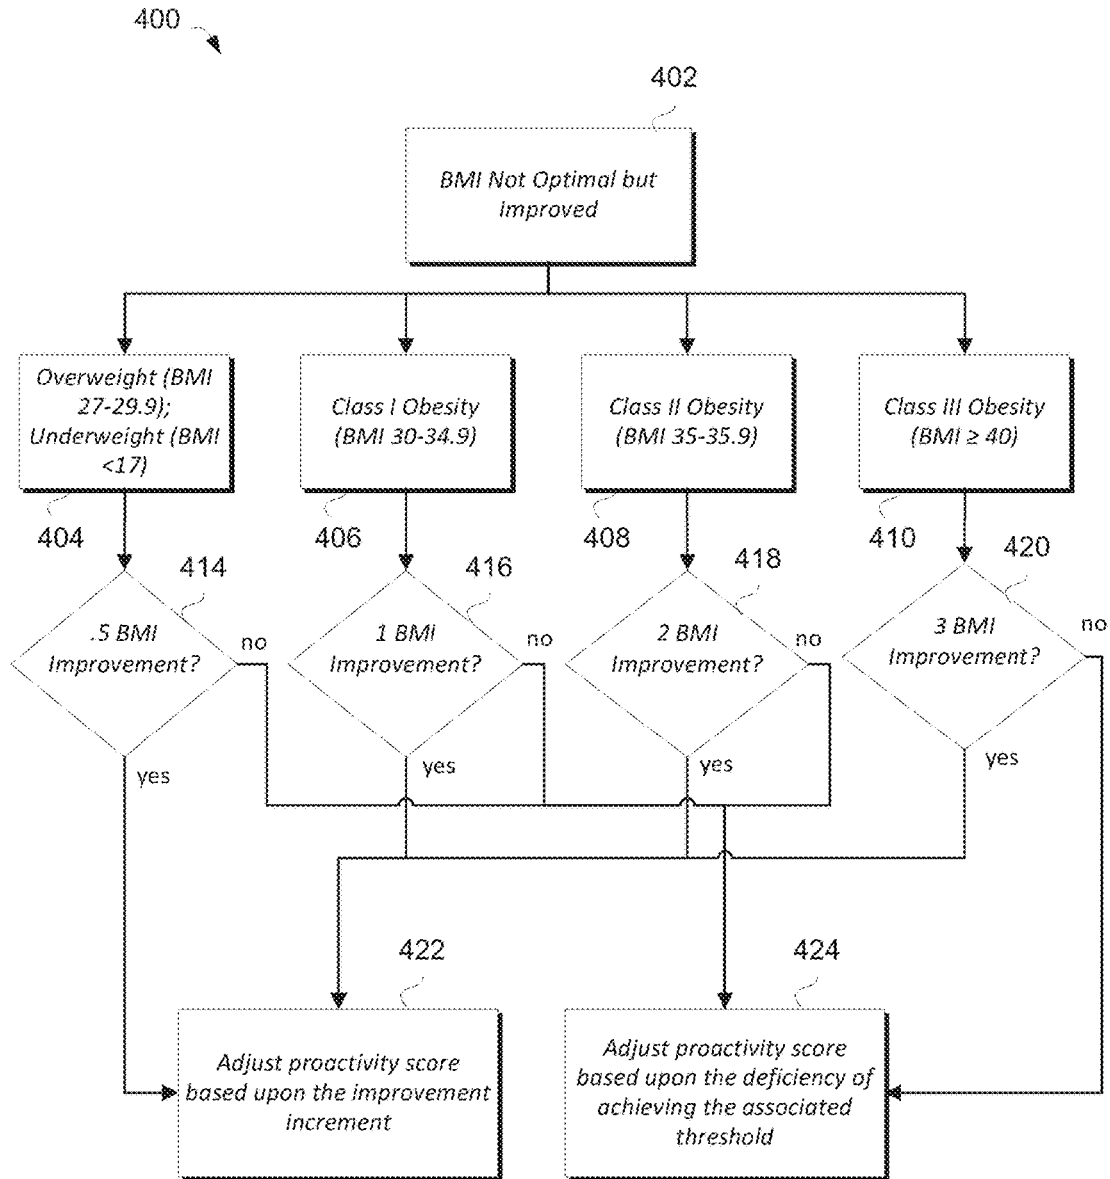 400
402
BMI Not Optimal but
Improved
Overweight (BMI
27-29.9);
Underweight (BMI
<17)
Class I Obesity
(BMI 30-34.9)
Class II Obesity
(BMI 35-35.9)
Class III Obesity
(BMI ≥ 40)
404
406
408
410
414
416
418
420
.5 BMI
Improvement?
no
1 BMI
Improvement?
no
2 BMI
Improvement?
no
3 BMI
Improvement?
no
yes
yes
yes
yes
422
424
Adjust proactivity score
based upon the improvement
increment
Adjust proactivity score
based upon the deficiency of
achieving the associated
threshold